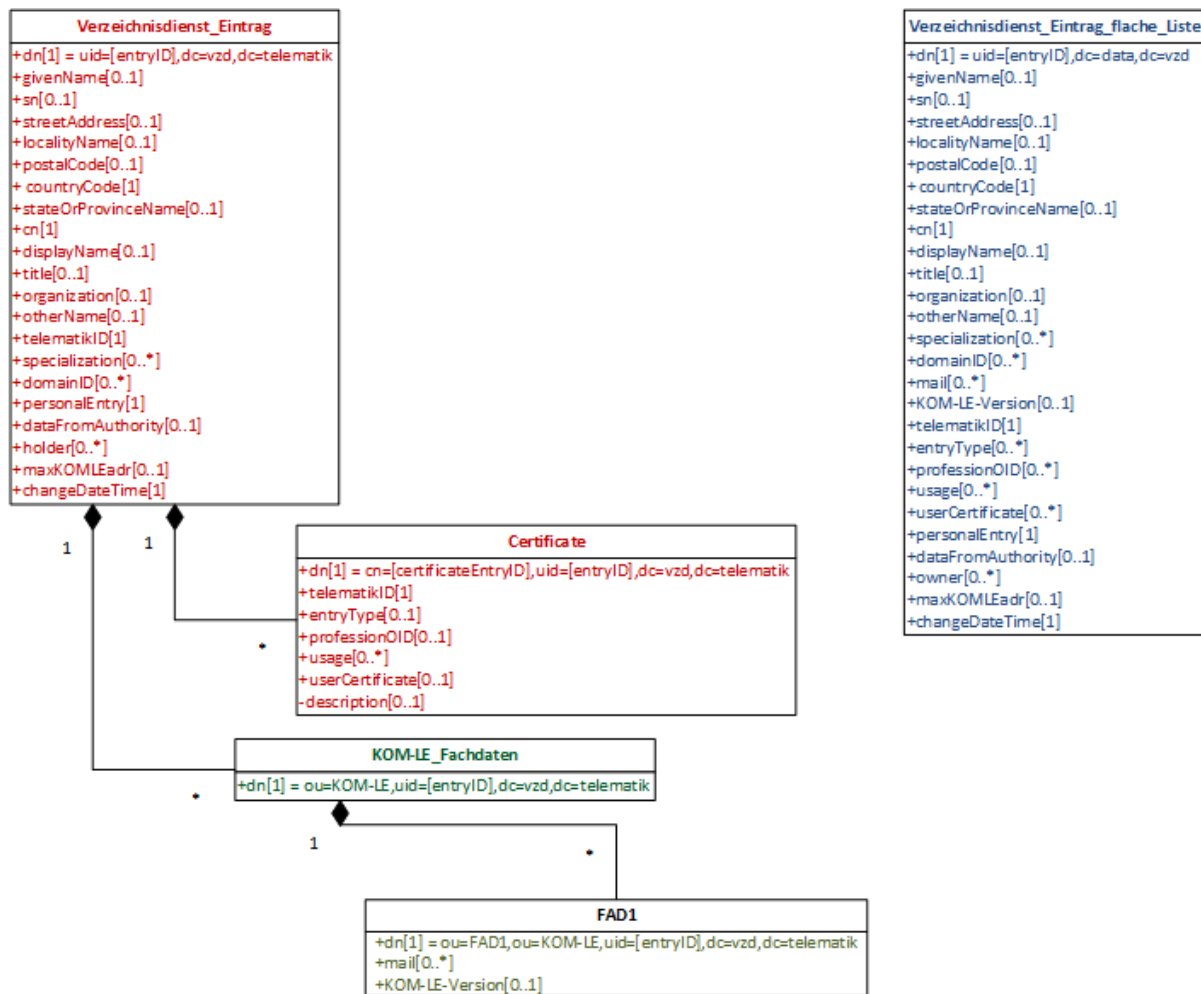 Verzeichnisdienst_Eintrag
+dn[1] = uid=[entryID],dc=vzd,dc=telematik
+givenName[0..1]
+sn[0..1]
+streetAddress[0..1]
+localityName[0..1]
+postalCode[0..1]
+ countryCode[1]
+stateOrProvinceName[0..1]
+cn[1]
+displayName[0..1]
+title[0..1]
+organization[0..1]
+otherName[0..1]
+telematikID[1]
+specialization[0..*]
+domainID[0..*]
+personalEntry[1]
+dataFromAuthority[0..1]
+holder[0..*]
+maxKOMLEadr[0..1]
+changeDateTime[1]
1
1
Certificate
+dn[1] = cn=[certificateEntryID],uid=[entryID],dc=vzd,dc=telematik
+telematikID[1]
+entryType[0..1]
+professionOID[0..1]
+usage[0..*]
+userCertificate[0..1]
-description[0..1]
*
KOM-LE_Fachdaten
+dn[1] = ou=KOM-LE,uid=[entryID],dc=vzd,dc=telematik
*
1
*
FAD1
+dn[1] = ou=FAD1,ou=KOM-LE,uid=[entryID],dc=vzd,dc=telematik
+mail[0..*]
+KOM-LE-Version[0..1]
Verzeichnisdienst_Eintrag_flache_Liste
+dn[1] = uid=[entryID],dc=data,dc=vzd
+givenName[0..1]
+sn[0..1]
+streetAddress[0..1]
+localityName[0..1]
+postalCode[0..1]
+ countryCode[1]
+stateOrProvinceName[0..1]
+cn[1]
+displayName[0..1]
+title[0..1]
+organization[0..1]
+otherName[0..1]
+specialization[0..*]
+domainID[0..*]
+mail[0..*]
+KOM-LE-Version[0..1]
+telematikID[1]
+entryType[0..*]
+professionOID[0..*]
+usage[0..*]
+userCertificate[0..*]
+personalEntry[1]
+dataFromAuthority[0..1]
+owner[0..*]
+maxKOMLEadr[0..1]
+changeDateTime[1]